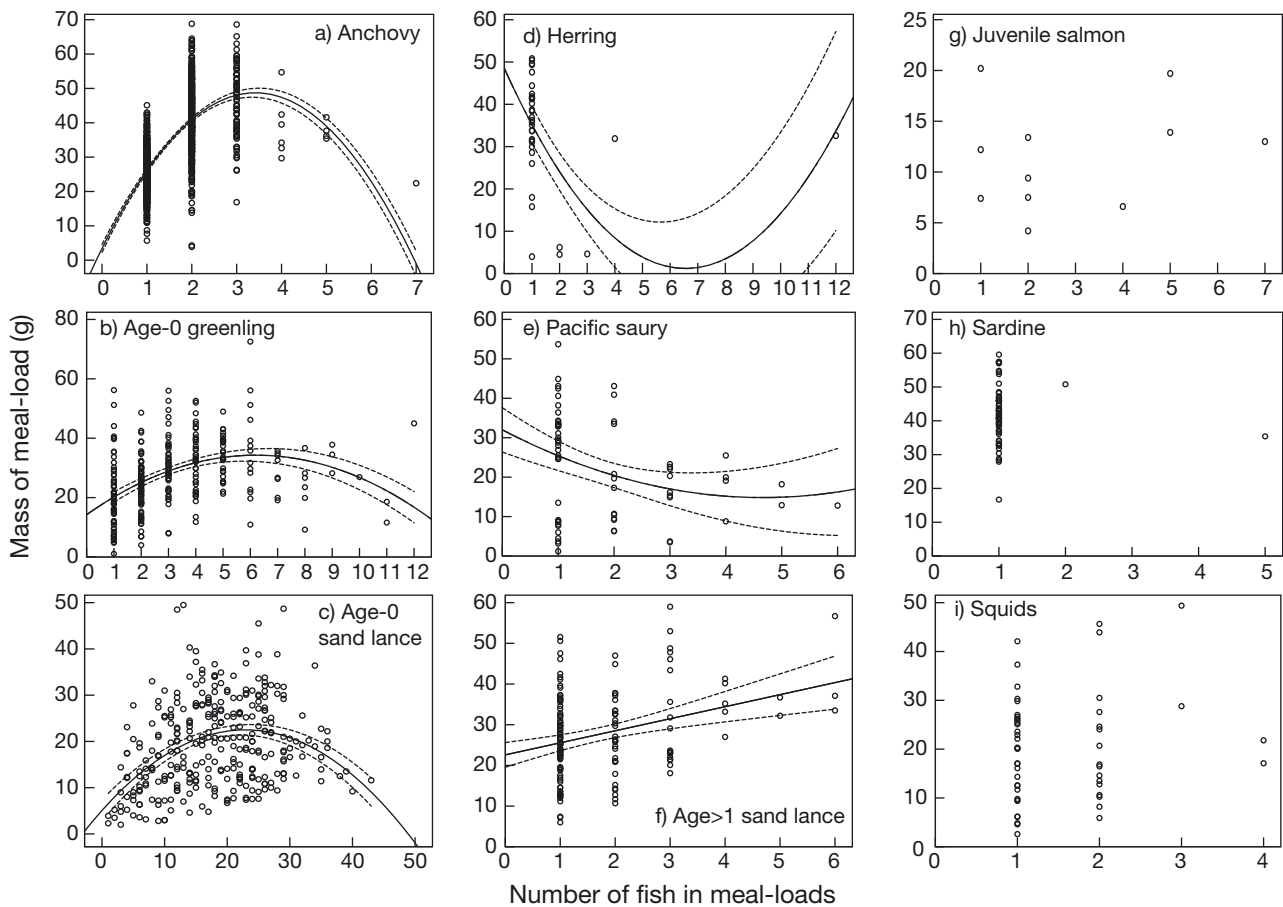 Mass of meal-load (g)
a) Anchovy
70
60
50
40
30
20
10
0
0 1 2 3 4 5 6 7
b) Age-0 greenling
80
60
40
20
0
0 1 2 3 4 5 6 7 8 9 10 11 12
c) Age-0
sand lance
50
40
30
20
10
0
0 10 20 30 40 50
d) Herring
60
50
40
30
20
10
0
0 1 2 3 4 5 6 7 8 9 10 11 12
e) Pacific saury
60
50
40
30
20
10
0
0 1 2 3 4 5 6
f) Age>1 sand lance
60
50
40
30
20
10
0
0 1 2 3 4 5 6
g) Juvenile salmon
25
20
15
10
5
0
0 1 2 3 4 5 6 7
h) Sardine
70
60
50
40
30
20
10
0
0 1 2 3 4 5
i) Squids
50
40
30
20
10
0
0 1 2 3 4
Number of fish in meal-loads